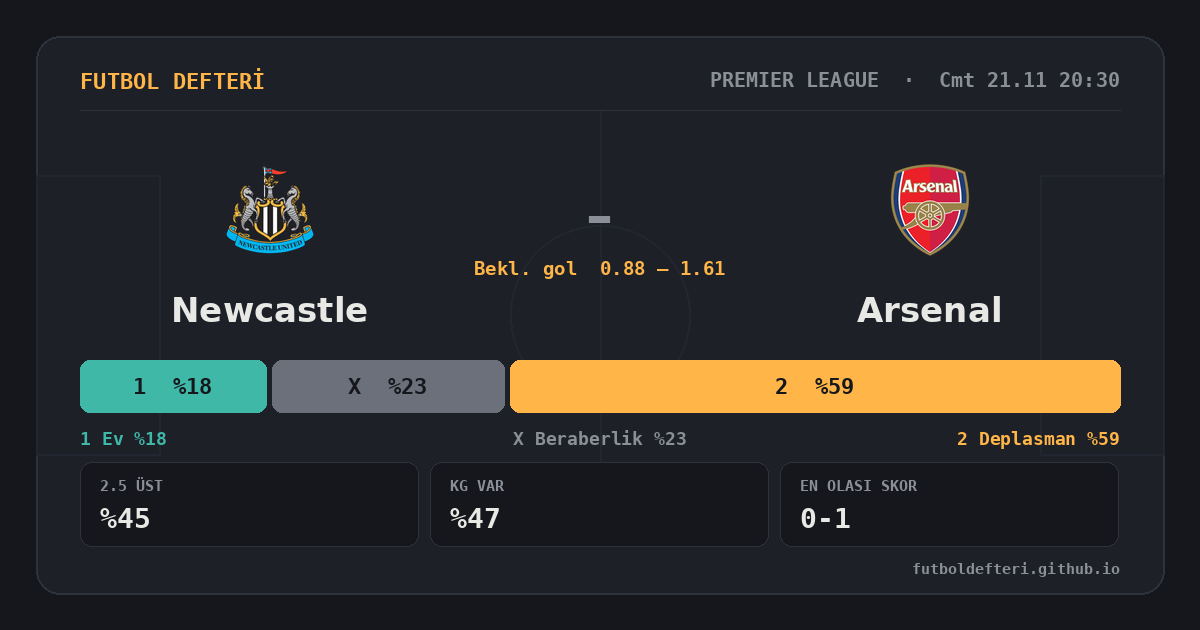 FUTBOL DEFTERİ
PREMIER LEAGUE · Cmt 21.11 20:30
NEWCASTLE UNITED
Arsenal
-
Bekl. gol 0.88 — 1.61
Newcastle
Arsenal
1 %18
X %23
2 %59
1 Ev %18
X Beraberlik %23
2 Deplasman %59
2.5 ÜST
KG VAR
EN OLASI SKOR
%45
%47
0-1
futboldefteri.github.io